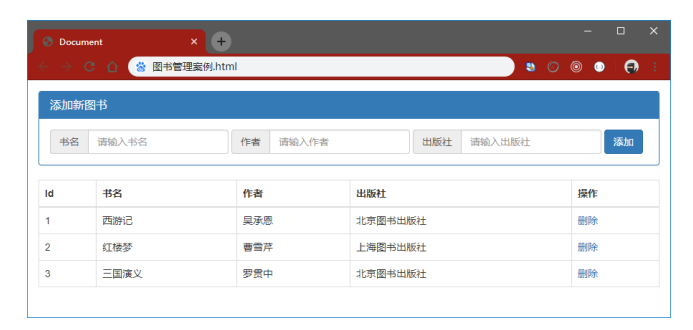 Document
图书管理案例.html
添加新图书
书名 请输入书名 作者 请输入作者 出版社 请输入出版社 添加
Id 书名 作者 出版社 操作
1 西游记 吴承恩 北京图书出版社 删除
2 红楼梦 曹雪芹 上海图书出版社 删除
3 三国演义 罗贯中 北京图书出版社 删除